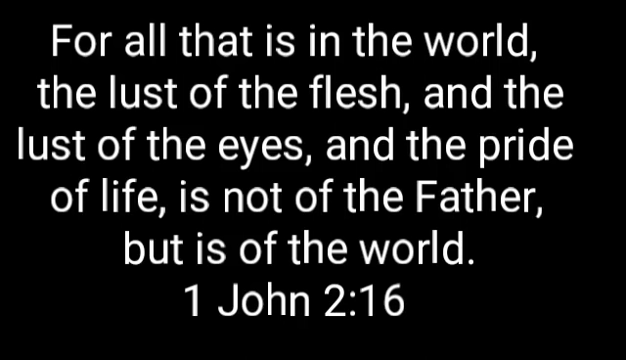 For all that is in the world,
the lust of the flesh, and the
lust of the eyes, and the pride
of life, is not of the Father,
but is of the world.
1 John 2:16